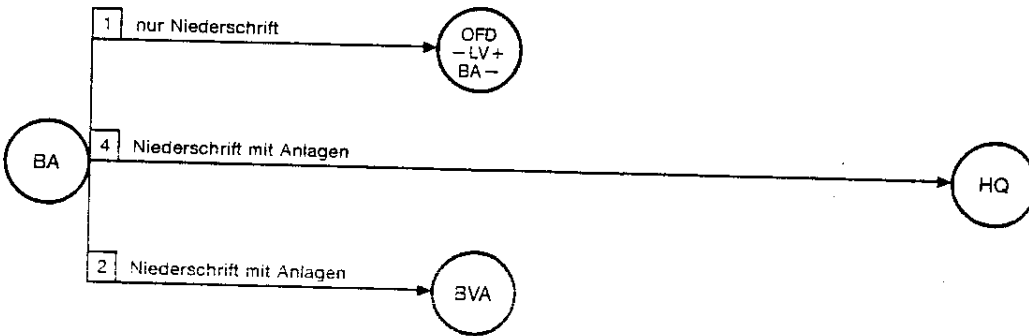 1 nur Niederschrift
OFD
—LV+
BA—
BA
4 Niederschrift mit Anlagen
HQ
2 Niederschrift mit Anlagen
BVA